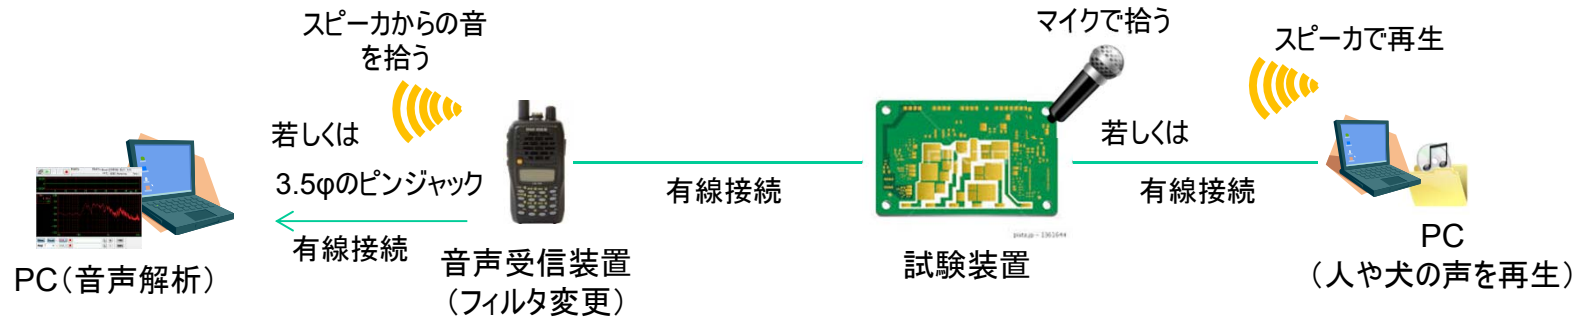 スピーカからの音
を拾う
マイクで拾う
スピーカで再生
若しくは
3.5φのピンジャック
有線接続
有線接続
若しくは
有線接続
pixta.jp - 1361644
PC（音声解析）
音声受信装置
（フィルタ変更）
試験装置
PC
（人や犬の声を再生）